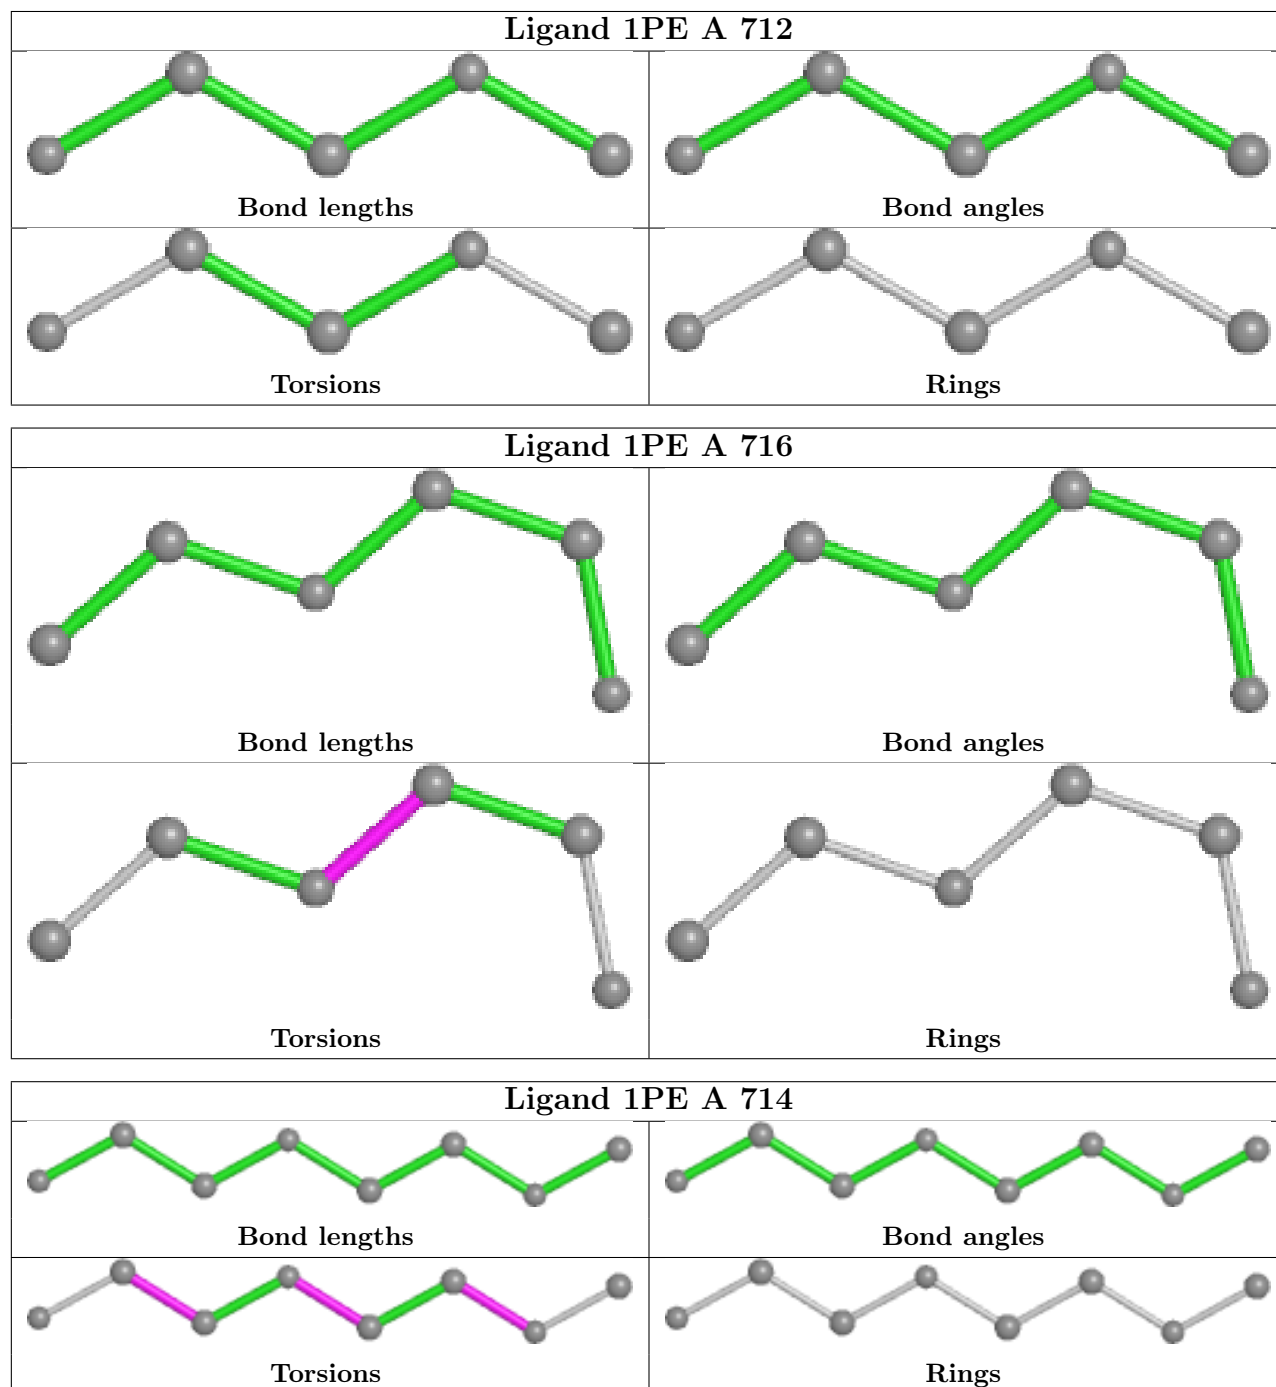 Ligand 1PE A 712
Bond lengths Bond angles
Torsions Rings
Ligand 1PE A 716
Bond lengths Bond angles
Torsions Rings
Ligand 1PE A 714
Bond lengths Bond angles
Torsions Rings